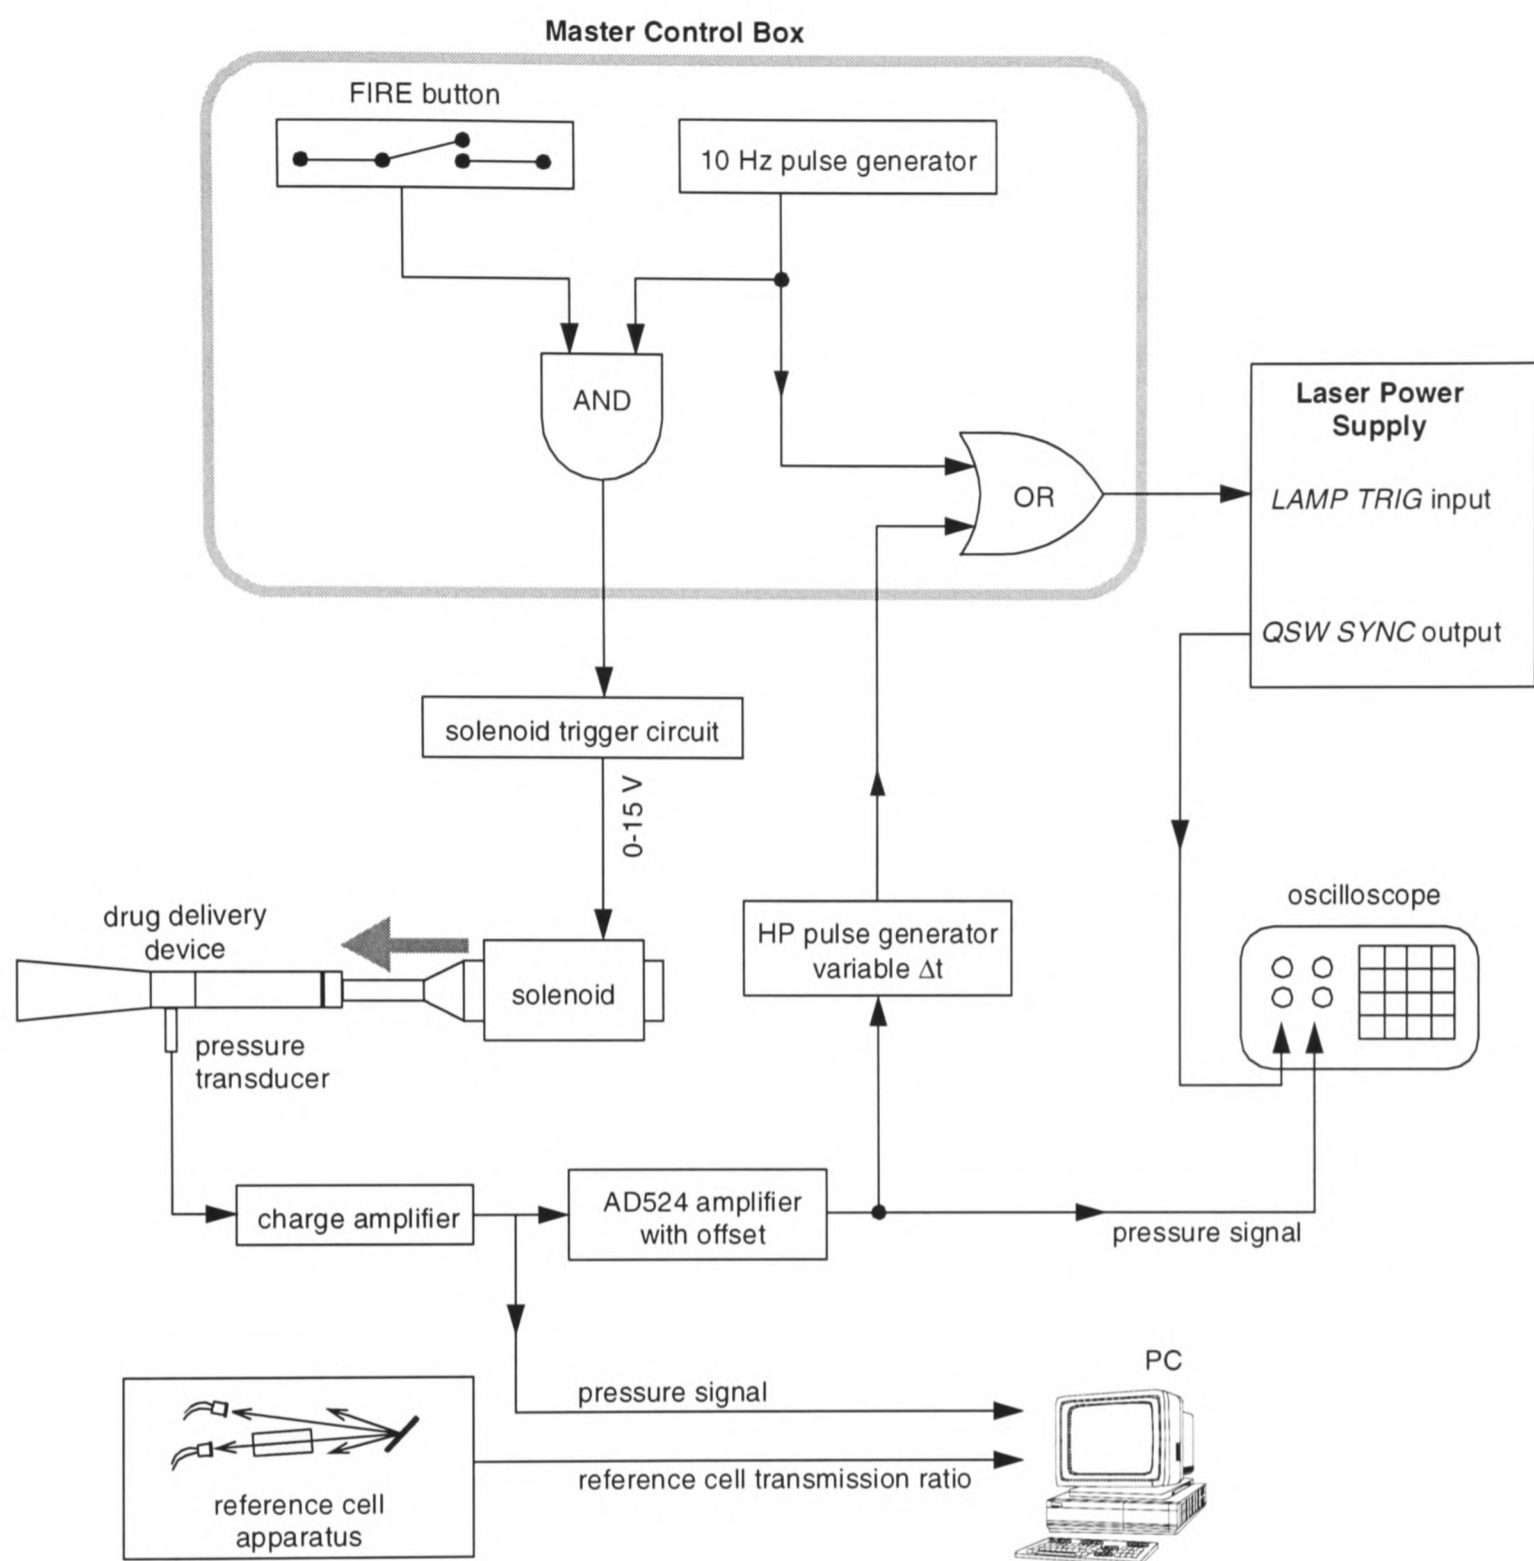 Master Control Box
FIRE button
10 Hz pulse generator
AND
OR
Laser Power
Supply
LAMP TRIG input
QSW SYNC output
solenoid trigger circuit
0-15 V
drug delivery
device
solenoid
pressure
transducer
HP pulse generator
variable Δt
oscilloscope
charge amplifier
AD524 amplifier
with offset
pressure signal
PC
pressure signal
reference cell transmission ratio
reference cell
apparatus